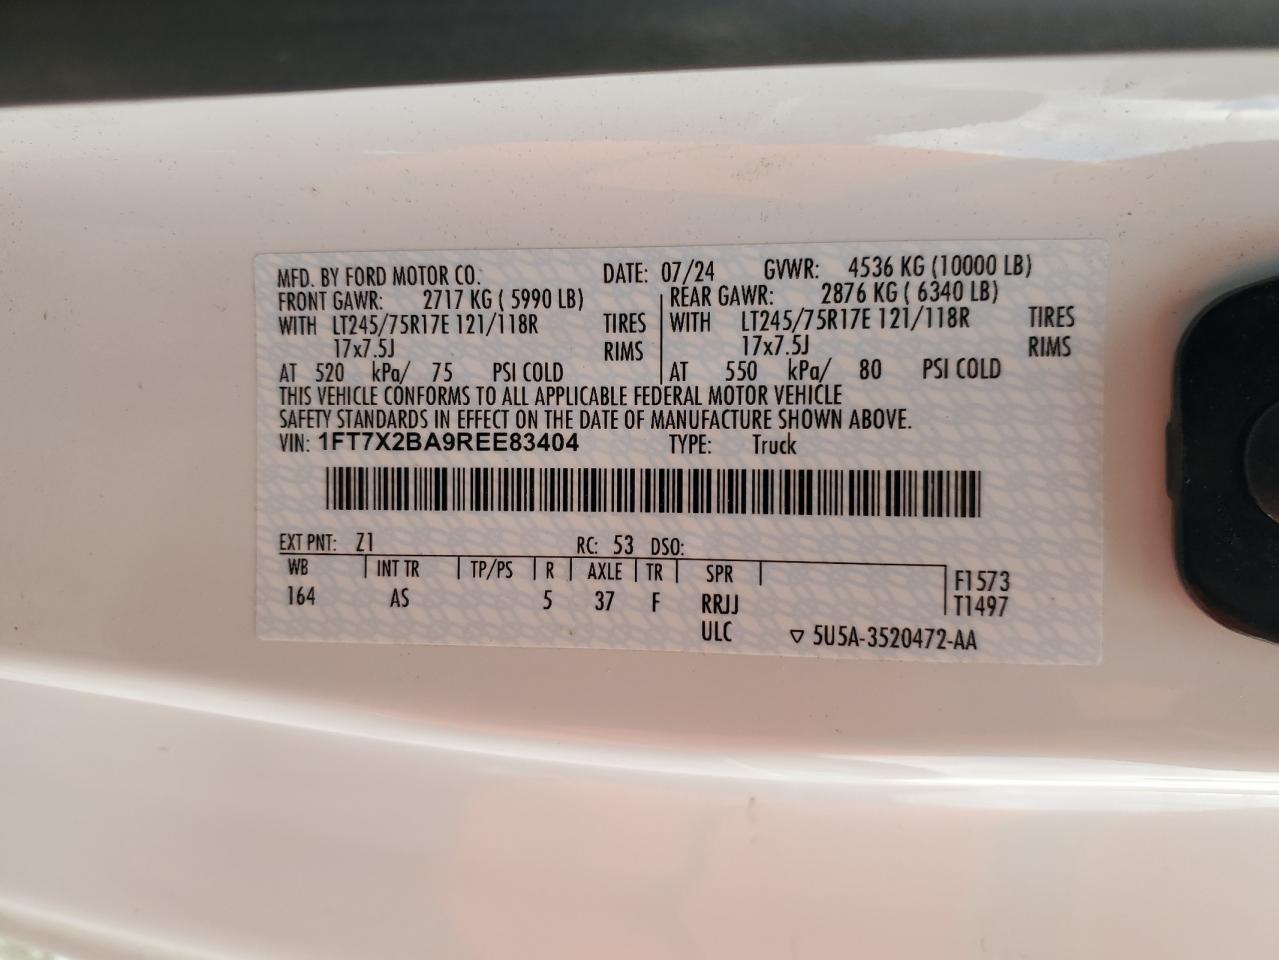 MFD. BY FORD MOTOR CO. DATE: 07/24 GVWR: 4536 KG (10000 LB)
FRONT GAWR: 2717 KG ( 5990 LB) REAR GAWR: 2876 KG ( 6340 LB)
WITH LT245/75R17E 121/118R TIRES WITH LT245/75R17E 121/118R TIRES
17x7.5J RIMS 17x7.5J RIMS
AT 520 kPa/ 75 PSI COLD AT 550 kPa/ 80 PSI COLD
THIS VEHICLE CONFORMS TO ALL APPLICABLE FEDERAL MOTOR VEHICLE
SAFETY STANDARDS IN EFFECT ON THE DATE OF MANUFACTURE SHOWN ABOVE.
VIN: 1FT7X2BA9REE83404 TYPE: Truck
EXT PNT: Z1 RC: 53 DSO:
WB INT TR TP/PS R AXLE TR SPR F1573
164 AS 5 37 F RRJJ T1497
ULC ▽ 5U5A-3520472-AA